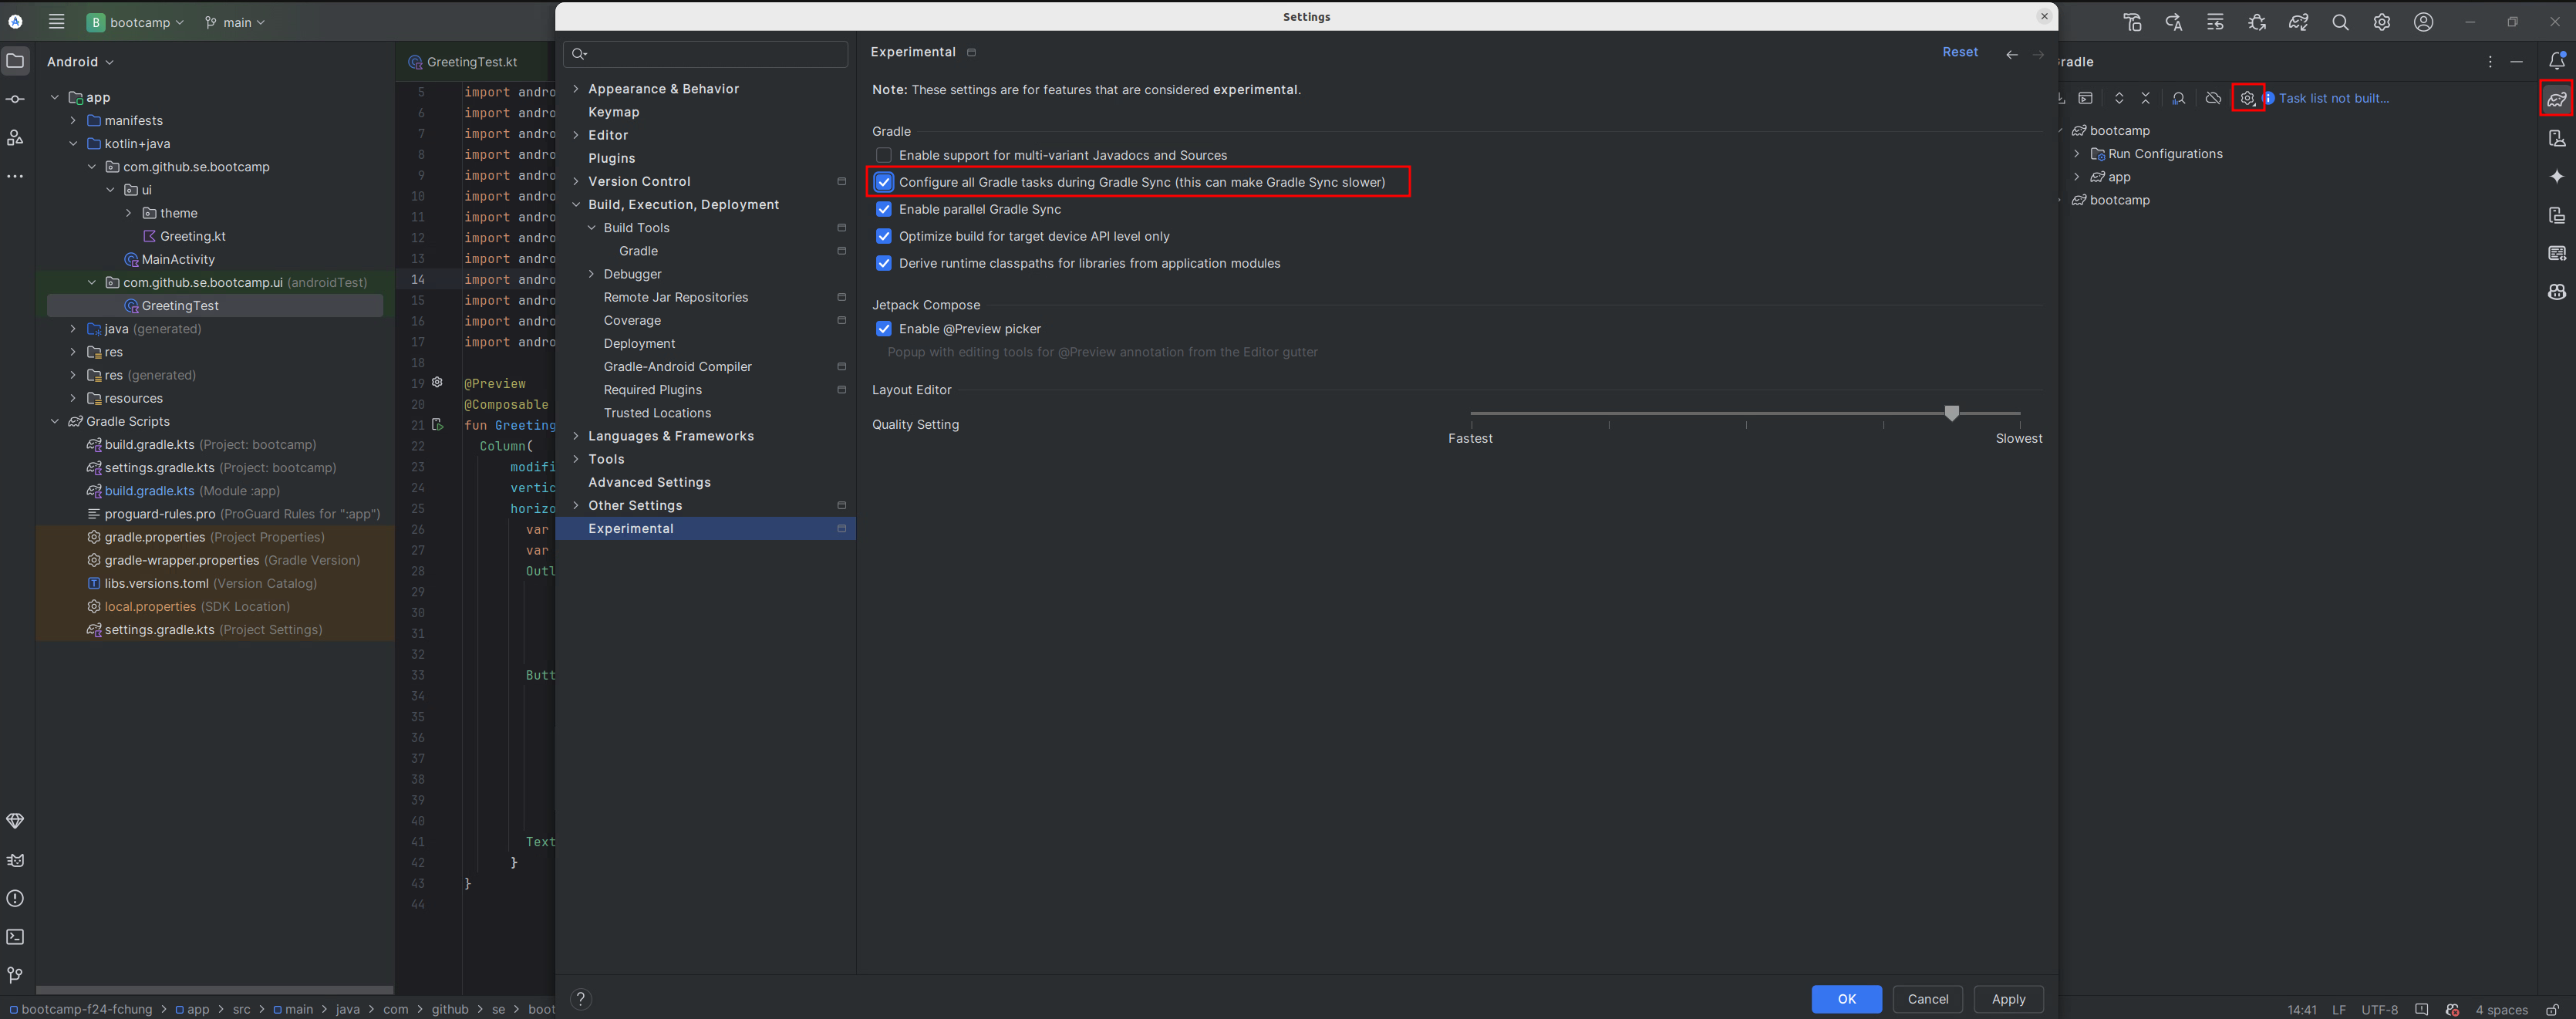 B bootcamp
main
Settings
Android
app
manifests
kotlin+java
com.github.se.bootcamp
ui
theme
Greeting.kt
MainActivity
com.github.se.bootcamp.ui (androidTest)
GreetingTest
java (generated)
res
res (generated)
resources
Gradle Scripts
build.gradle.kts (Project: bootcamp)
settings.gradle.kts (Project: bootcamp)
build.gradle.kts (Module :app)
proguard-rules.pro (ProGuard Rules for ":app")
gradle.properties (Project Properties)
gradle-wrapper.properties (Gradle Version)
libs.versions.toml (Version Catalog)
local.properties (SDK Location)
settings.gradle.kts (Project Settings)
GreetingTest.kt
5 import andro
6 import andro
7 import andro
8 import andro
9 import andro
10 import andro
11 import andro
12 import andro
13 import andro
14 import andro
15 import andro
16 import andro
17 import andro
18
19 @Preview
20 @Composable
21 fun Greeting
22 Column(
23 modifi
24 vertic
25 horizo
26 var
27 var
28 Outl
29
30
31
32
33 Butt
34
35
36
37
38
39
40
41 Text
42 }
43 }
44
Appearance & Behavior
Keymap
Editor
Plugins
Version Control
Build, Execution, Deployment
Build Tools
Gradle
Debugger
Remote Jar Repositories
Coverage
Deployment
Gradle-Android Compiler
Required Plugins
Trusted Locations
Languages & Frameworks
Tools
Advanced Settings
Other Settings
Experimental
Experimental
Reset
Note: These settings are for features that are considered experimental.
Gradle
Enable support for multi-variant Javadocs and Sources
Configure all Gradle tasks during Gradle Sync (this can make Gradle Sync slower)
Enable parallel Gradle Sync
Optimize build for target device API level only
Derive runtime classpaths for libraries from application modules
Jetpack Compose
Enable @Preview picker
Popup with editing tools for @Preview annotation from the Editor gutter
Layout Editor
Quality Setting
Fastest
Slowest
?
OK
Cancel
Apply
radle
Task list not built...
bootcamp
Run Configurations
app
bootcamp
bootcamp-f24-fchung > app > src > main > java > com > github > se > boot
14:41 LF UTF-8 4 spaces